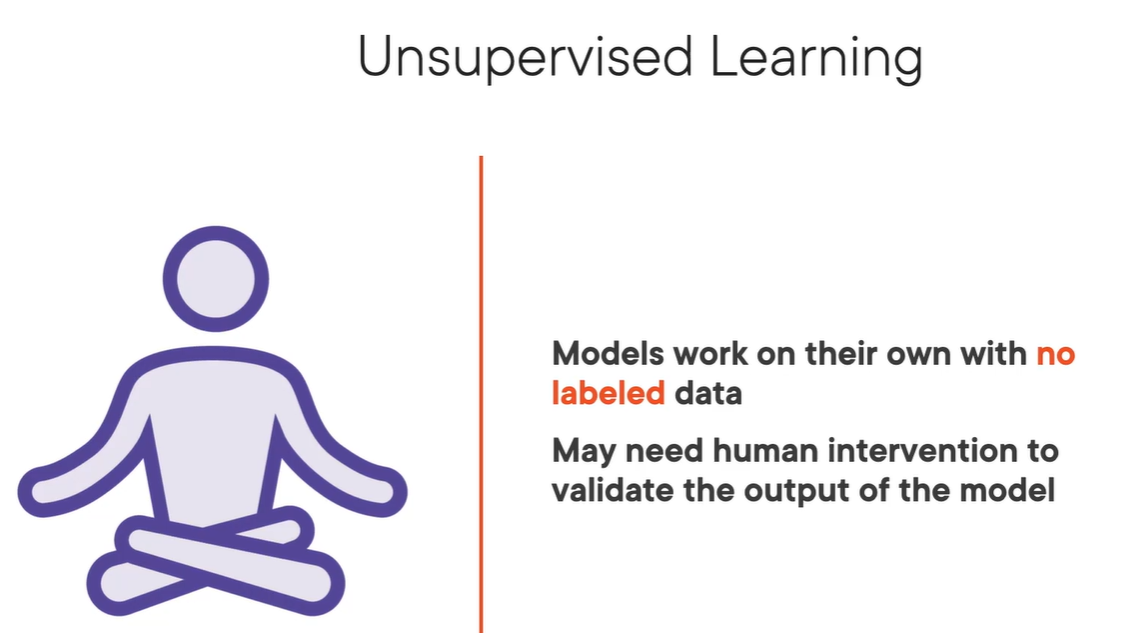 Unsupervised Learning
Models work on their own with no
labeled data
May need human intervention to
validate the output of the model